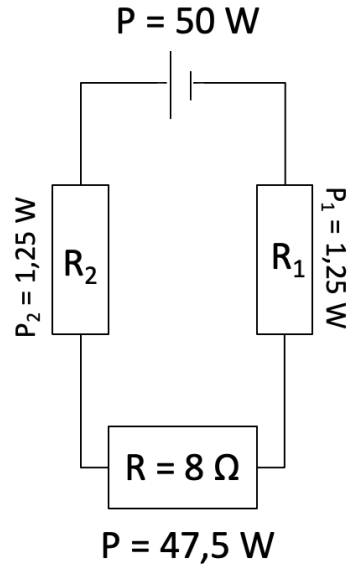 P = 50 W
P₂ = 1,25 W
R₂
R₁
P₁ = 1,25 W
R = 8 Ω
P = 47,5 W